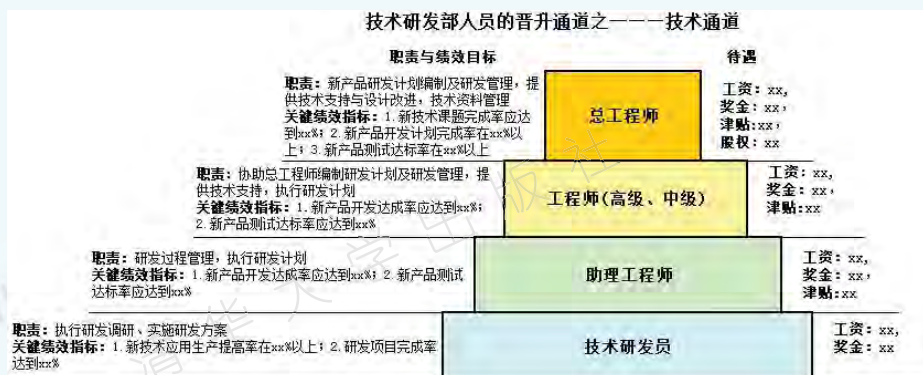 技术研发部人员的晋升通道之一———技术通道
职责与绩效目标
待遇
职责：新产品研发计划编制及研发管理，提
供技术支持与设计改进，技术资料管理
关键绩效指标：1.新技术课题完成率应达
到xx%；2.新产品开发计划完成率在xx%以
上；3.新产品测试达标率在xx%以上
总工程师
工资：xx,
奖金：xx，
津贴:xx，
股权：xx
职责：协助总工程师编制研发计划及研发管理，提
供技术支持，执行研发计划
关键绩效指标：1.新产品开发达成率应达到xx%；
2.新产品测试达标率应达到xx%
工程师(高级、中级)
工资：xx,
奖金：xx，
津贴:xx
职责：研发过程管理，执行研发计划
关键绩效指标：1.新产品开发达成率应达到xx%；2.新产品测试
达标率应达到xx%
助理工程师
工资：xx,
奖金：xx，
津贴:xx
职责：执行研发调研、实施研发方案
关键绩效指标：1.新技术应用生产提高率在xx%以上；2.研发项目完成率
达到xx%
技术研发员
工资：xx,
奖金：xx
清华大学出版社